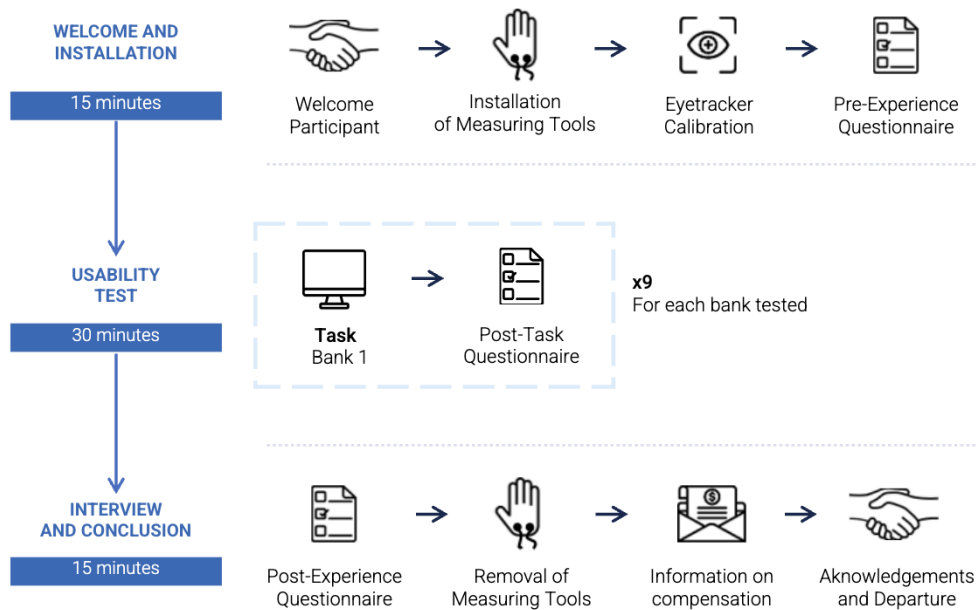 WELCOME AND
INSTALLATION
15 minutes
Welcome
Participant
Installation
of Measuring Tools
Eyetracker
Calibration
Pre-Experience
Questionnaire
USABILITY
TEST
30 minutes
Task
Bank 1
Post-Task
Questionnaire
x9
For each bank tested
INTERVIEW
AND CONCLUSION
15 minutes
Post-Experience
Questionnaire
Removal of
Measuring Tools
$
Information on
compensation
Aknowledgements
and Departure